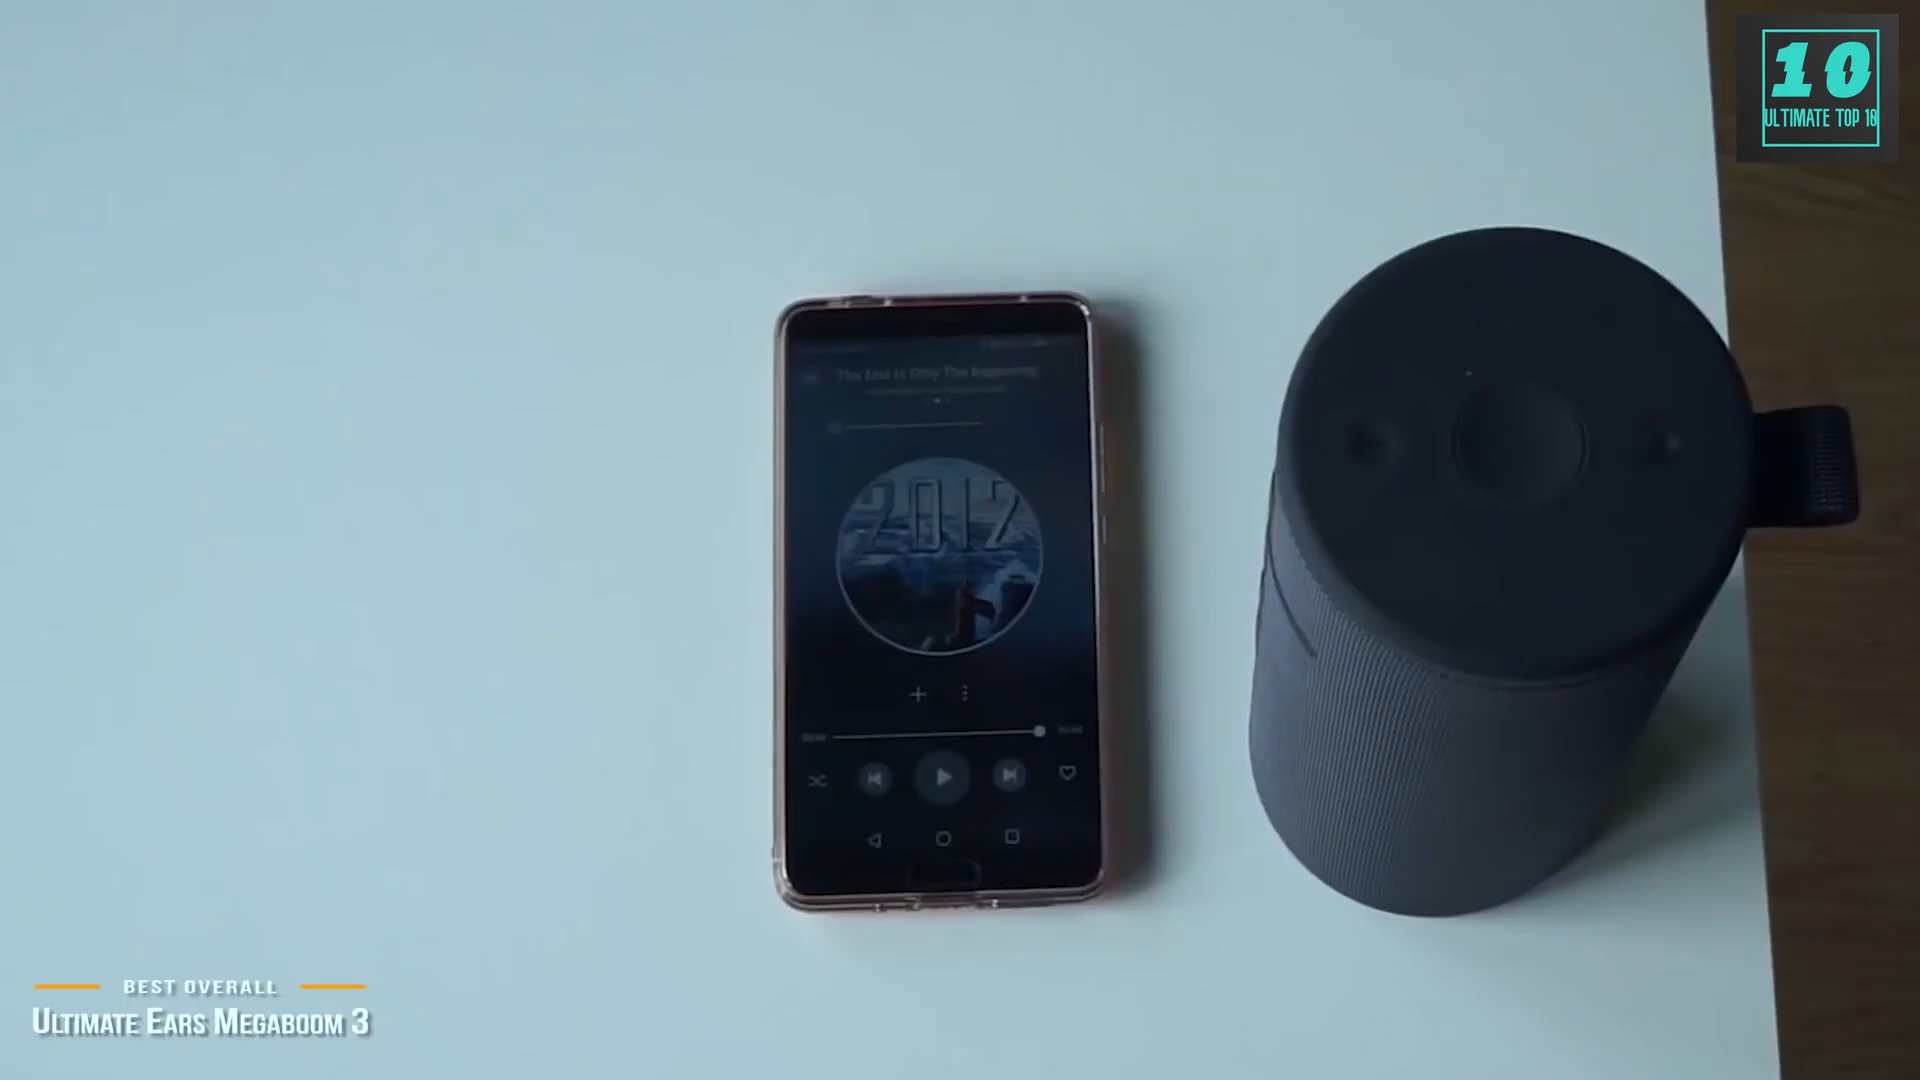 10
ULTIMATE TOP 10
The End Is Only The Beginning
2012
BEST OVERALL
ULTIMATE EARS MEGABOOM 3